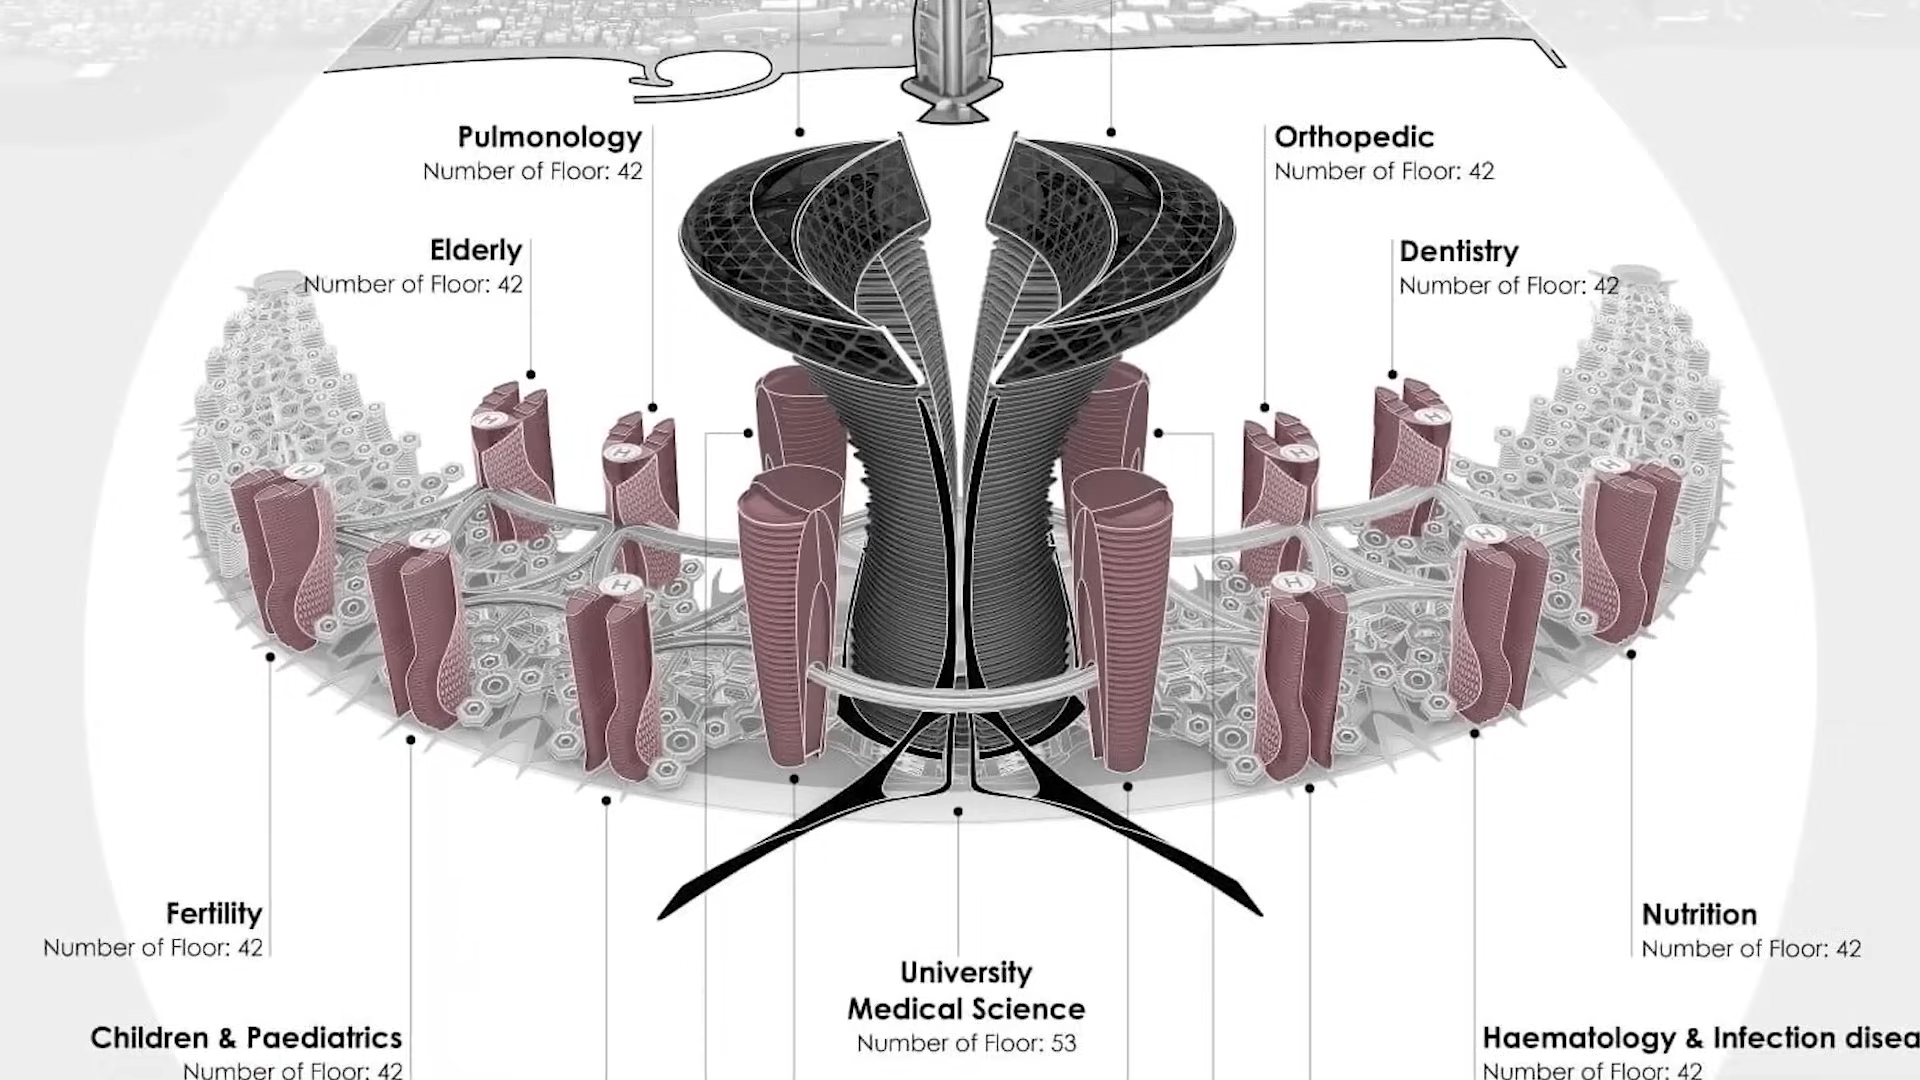 Pulmonology
Number of Floor: 42
Orthopedic
Number of Floor: 42
Elderly
Number of Floor: 42
Dentistry
Number of Floor: 42
H
H
H
H
H
H
H
H
H
H
Fertility
Number of Floor: 42
Nutrition
Number of Floor: 42
University
Medical Science
Number of Floor: 53
Children & Paediatrics
Number of Floor: 42
Haematology & Infection disea
Number of Floor: 42